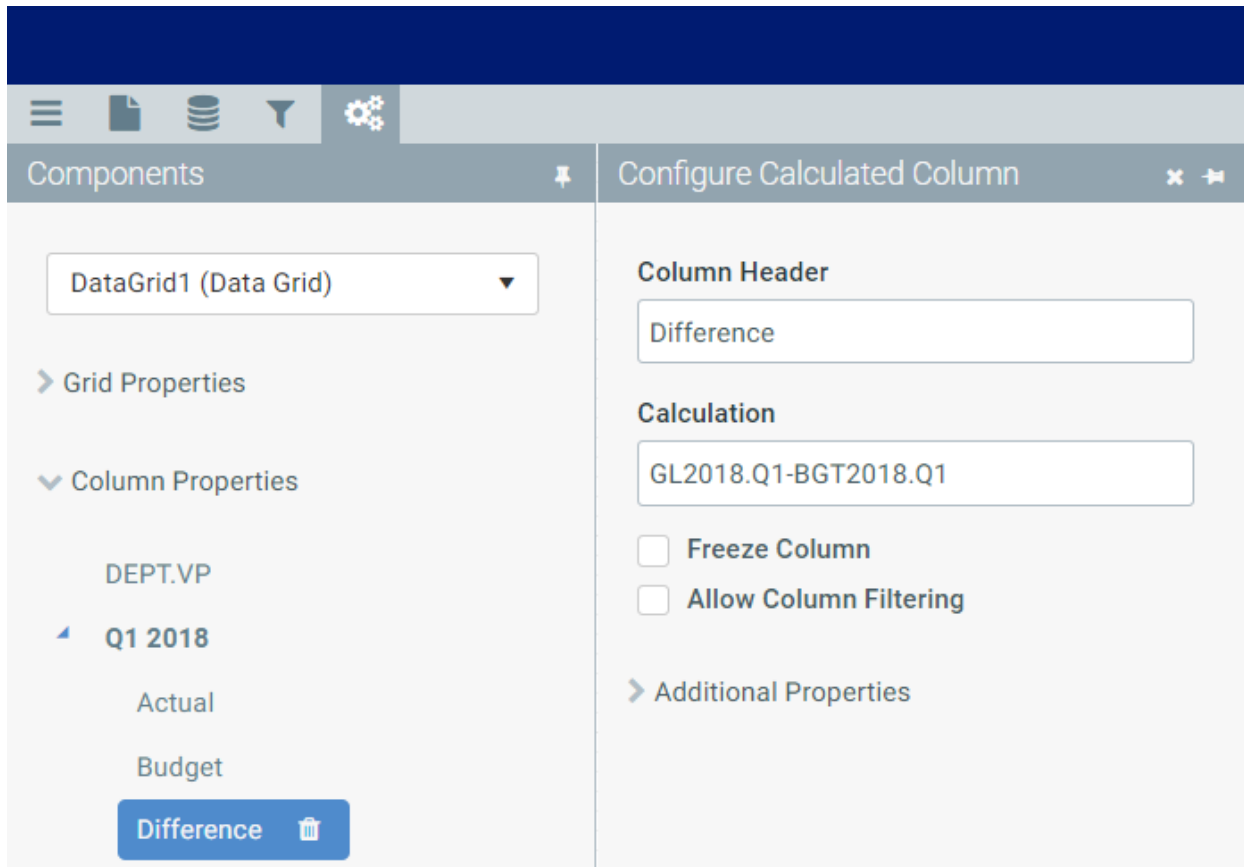 Components
Configure Calculated Column
DataGrid1 (Data Grid)
Grid Properties
Column Properties
DEPT.VP
Q1 2018
Actual
Budget
Difference
Column Header
Difference
Calculation
GL2018.Q1-BGT2018.Q1
Freeze Column
Allow Column Filtering
Additional Properties